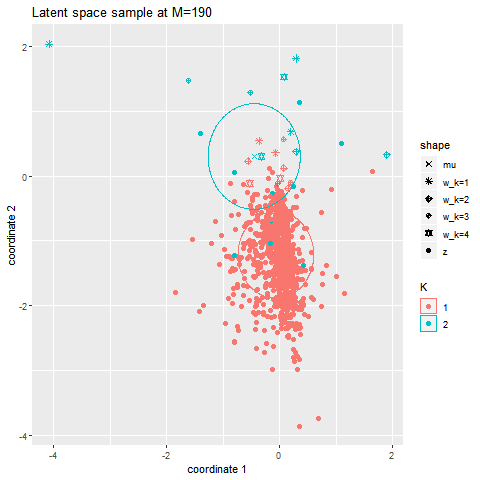 Latent space sample at M=190
2
0
-2
-4
-4
-2
0
2
coordinate 1
coordinate 2
shape
mu
w_k=1
w_k=2
w_k=3
w_k=4
z
K
1
2